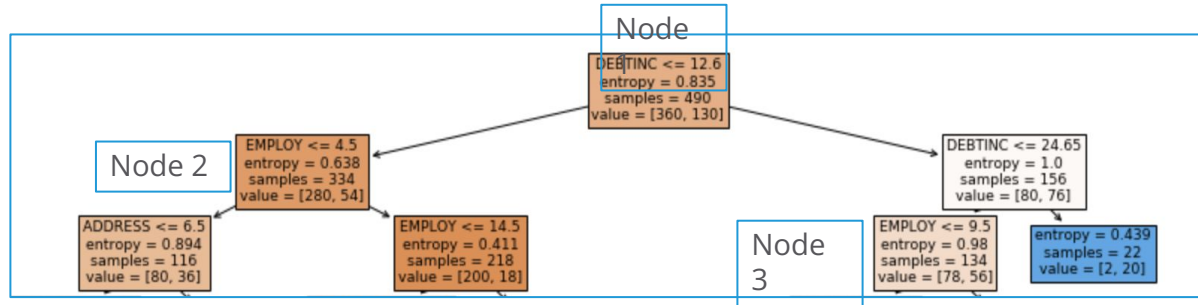 Node
DEBTINC <= 12.6
entropy = 0.835
samples = 490
value = [360, 130]
Node 2
EMPLOY <= 4.5
entropy = 0.638
samples = 334
value = [280, 54]
DEBTINC <= 24.65
entropy = 1.0
samples = 156
value = [80, 76]
ADDRESS <= 6.5
entropy = 0.894
samples = 116
value = [80, 36]
EMPLOY <= 14.5
entropy = 0.411
samples = 218
value = [200, 18]
Node
3
EMPLOY <= 9.5
entropy = 0.98
samples = 134
value = [78, 56]
entropy = 0.439
samples = 22
value = [2, 20]